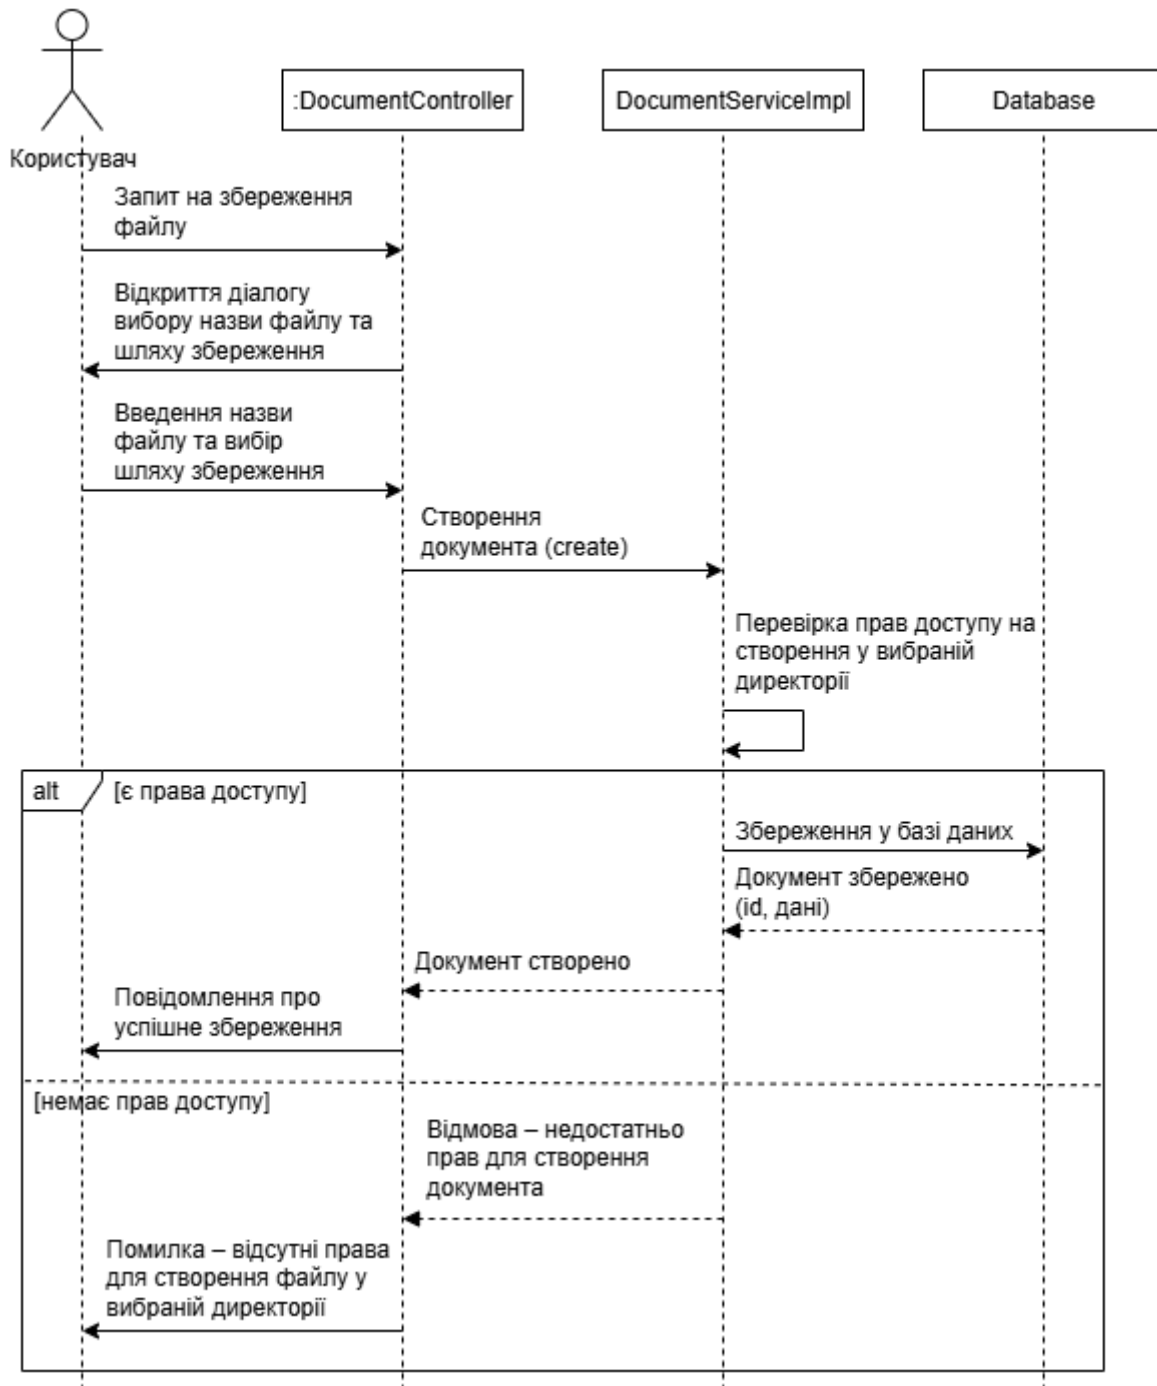 :DocumentController
DocumentServiceImpl
Database
Користувач
Запит на збереження
файлу
Відкриття діалогу
вибору назви файлу та
шляху збереження
Введення назви
файлу та вибір
шляху збереження
Створення
документа (create)
Перевірка прав доступу на
створення у вибраній
директорії
alt
[є права доступу]
Збереження у базі даних
Документ збережено
(id, дані)
Документ створено
Повідомлення про
успішне збереження
[немає прав доступу]
Відмова – недостатньо
прав для створення
документа
Помилка – відсутні права
для створення файлу у
вибраній директорії